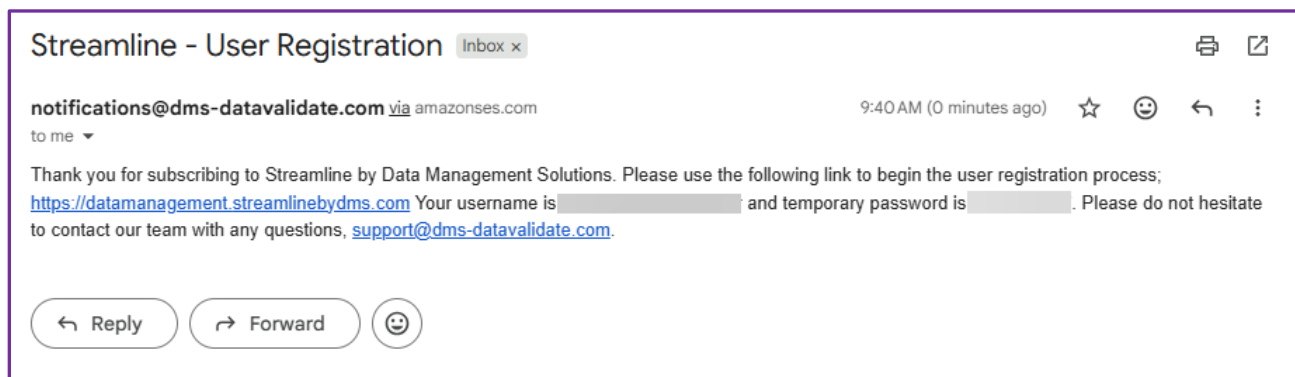 Streamline - User Registration Inbox ×
notifications@dms-datavalidate.com via amazonses.com 9:40 AM (0 minutes ago)
to me
Thank you for subscribing to Streamline by Data Management Solutions. Please use the following link to begin the user registration process;
https://datamanagement.streamlinebydms.com Your username is and temporary password is . Please do not hesitate
to contact our team with any questions, support@dms-datavalidate.com.
Reply Forward